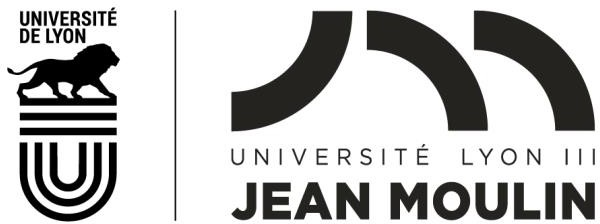 UNIVERSITÉ
DE LYON
UNIVERSITÉ LYON III
JEAN MOULIN